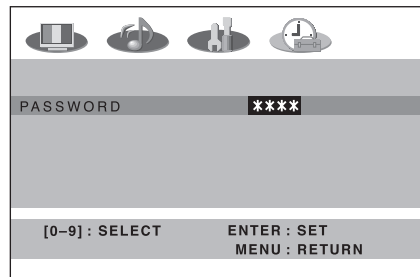 PASSWORD ****
[0–9] : SELECT ENTER : SET
MENU : RETURN